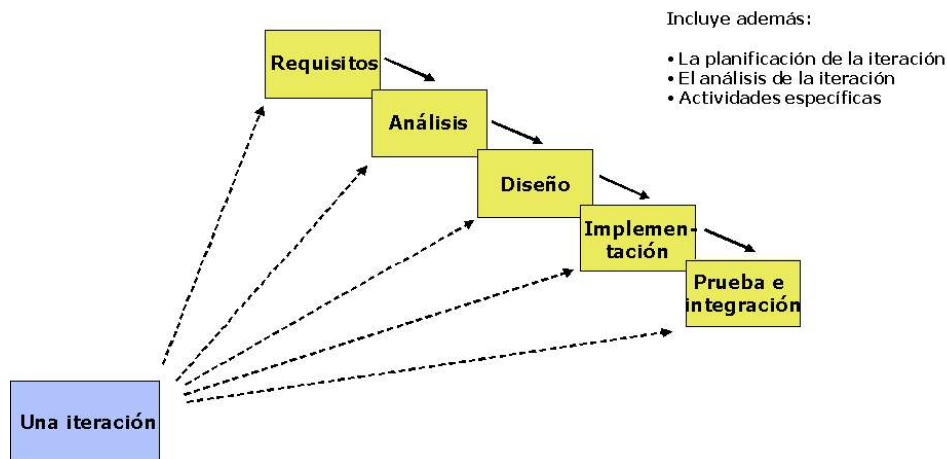 Incluye además:
• La planificación de la iteración
• El análisis de la iteración
• Actividades específicas
Requisitos
Análisis
Diseño
Implemen-
tación
Prueba e
integración
Una iteración